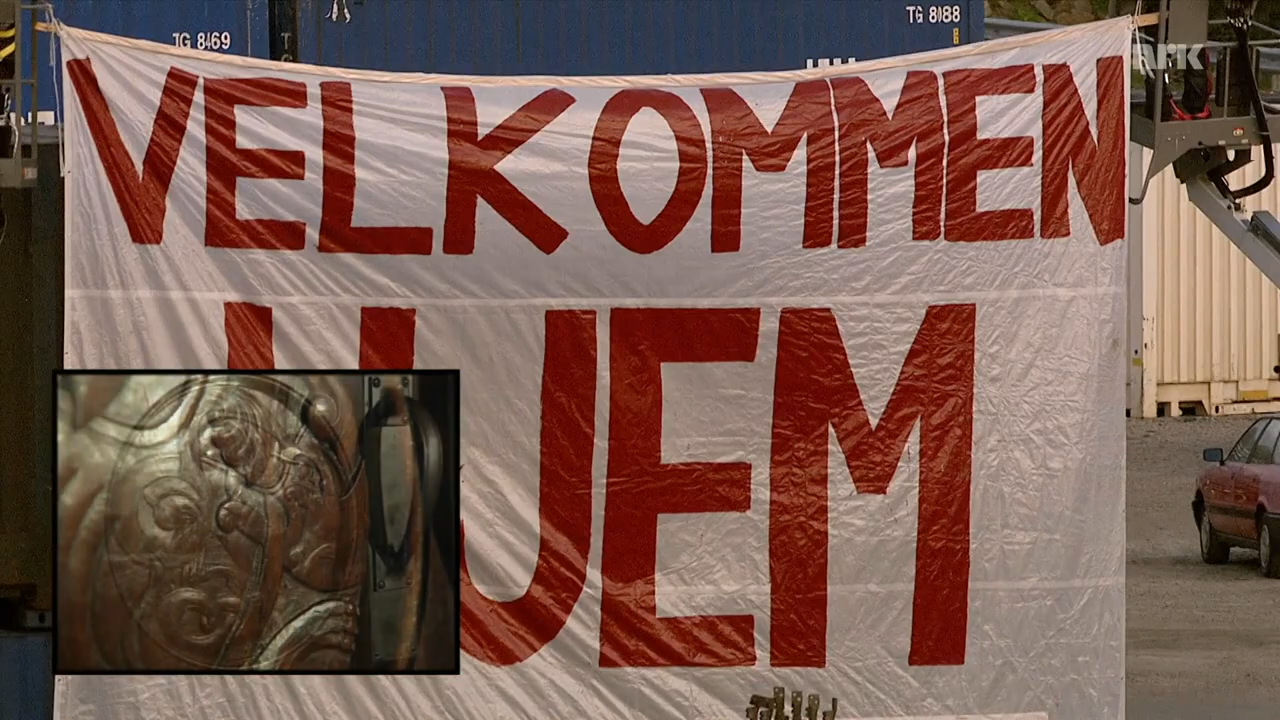 TG 8469
TG 8188
NRK
VELKOMMEN
HJEM